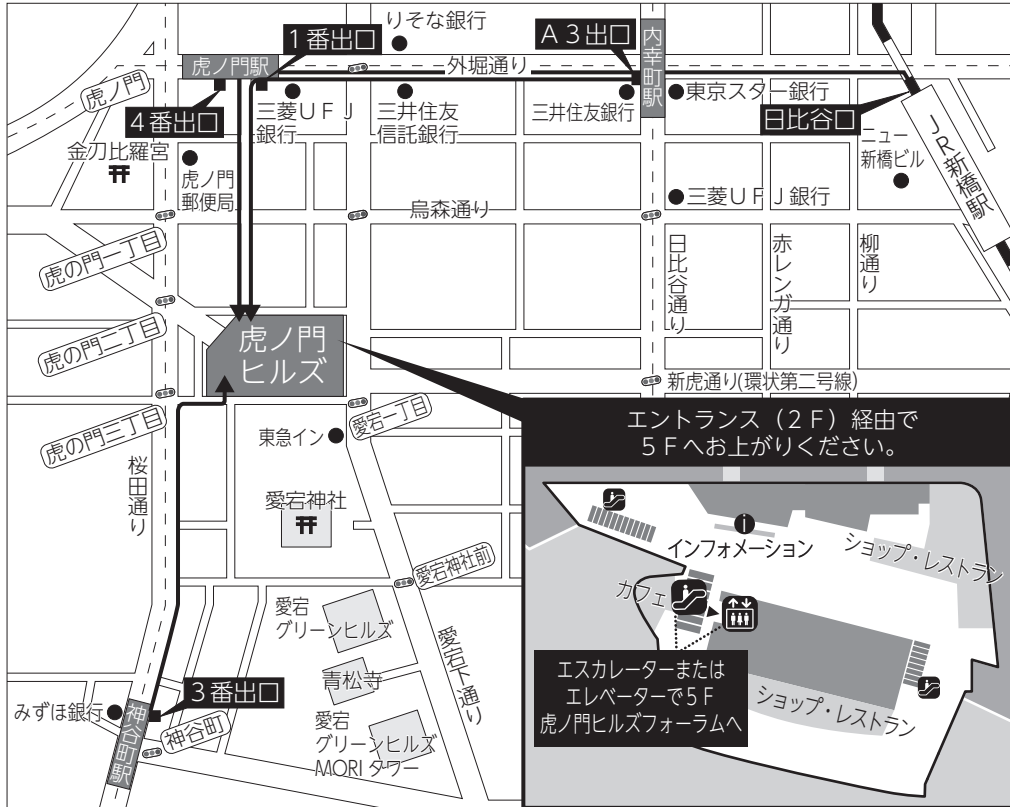 りそな銀行
1番出口
A3出口
内幸町駅
虎ノ門駅
外堀通り
虎ノ門
4番出口
三菱UFJ
銀行
三井住友
信託銀行
三井住友銀行
東京スター銀行
日比谷口
JR新橋駅
ニュー
新橋ビル
金刀比羅宮
虎ノ門
郵便局
烏森通り
三菱UFJ銀行
虎の門一丁目
日比谷通り
赤レンガ通り
柳通り
虎の門二丁目
虎ノ門
ヒルズ
新虎通り(環状第二号線)
虎の門三丁目
桜田通り
東急イン
愛宕一丁目
愛宕神社
愛宕神社前
愛宕
グリーンヒルズ
愛宕下通り
青松寺
3番出口
みずほ銀行
神谷町駅
神谷町
愛宕
グリーンヒルズ
MORIタワー
エントランス(2F)経由で
5Fへお上がりください。
インフォメーション
ショップ・レストラン
カフェ
エスカレーターまたは
エレベーターで5F
虎ノ門ヒルズフォーラムへ
ショップ・レストラン